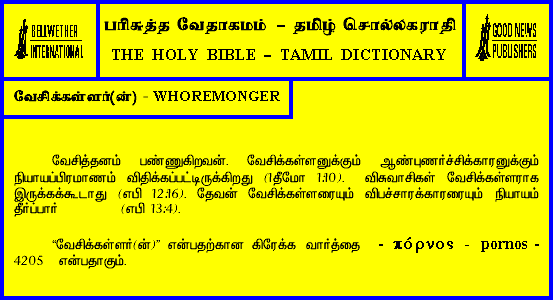 BELLWETHER
INTERNATIONAL
பரிசுத்த வேதாகமம் – தமிழ் சொல்லகராதி
THE HOLY BIBLE – TAMIL DICTIONARY
GOOD NEWS
PUBLISHERS
வேசிக்கள்ளர்(ன்) - WHOREMONGER
வேசித்தனம் பண்ணுகிறவன். வேசிக்கள்ளனுக்கும் ஆண்புணர்ச்சிக்காரனுக்கும்
நியாயப்பிரமாணம் விதிக்கப்பட்டிருக்கிறது (1தீமோ 1:10). விசுவாசிகள் வேசிக்கள்ளராக
இருக்கக்கூடாது (எபி 12:16). தேவன் வேசிக்கள்ளரையும் விபச்சாரக்காரரையும் நியாயம்
தீர்ப்பார் (எபி 13:4).
“வேசிக்கள்ளர்(ன்)” என்பதற்கான கிரேக்க வார்த்தை - πόρνος - pornos -
4205 என்பதாகும்.